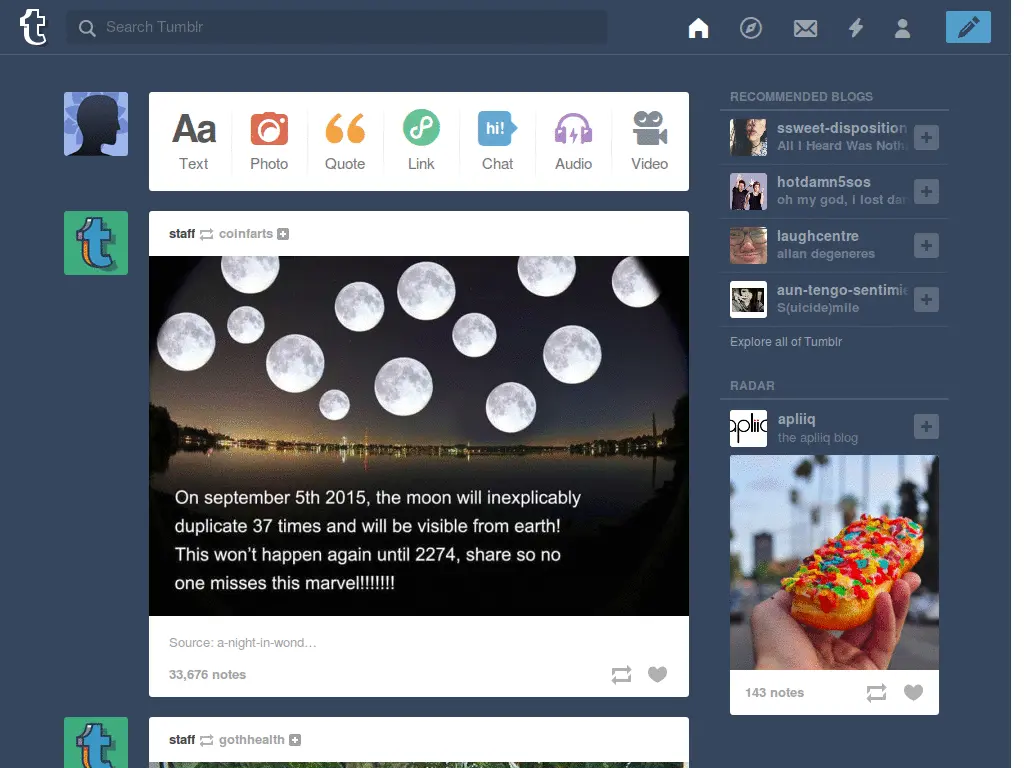 Search Tumblr
Aa
hi!
Text
Photo
Quote
Link
Chat
Audio
Video
staff coinfarts
On september 5th 2015, the moon will inexplicably
duplicate 37 times and will be visible from earth!
This won't happen again until 2274, share so no
one misses this marvel!!!!!!!
Source: a-night-in-wond…
33,676 notes
staff gothhealth
RECOMMENDED BLOGS
ssweet-disposition
All I Heard Was Noth
hotdamn5sos
oh my god, i lost dar
laughcentre
allan degeneres
aun-tengo-sentimie
S(uicide)mile
Explore all of Tumblr
RADAR
apliiq
apliiq
the apliiq blog
143 notes